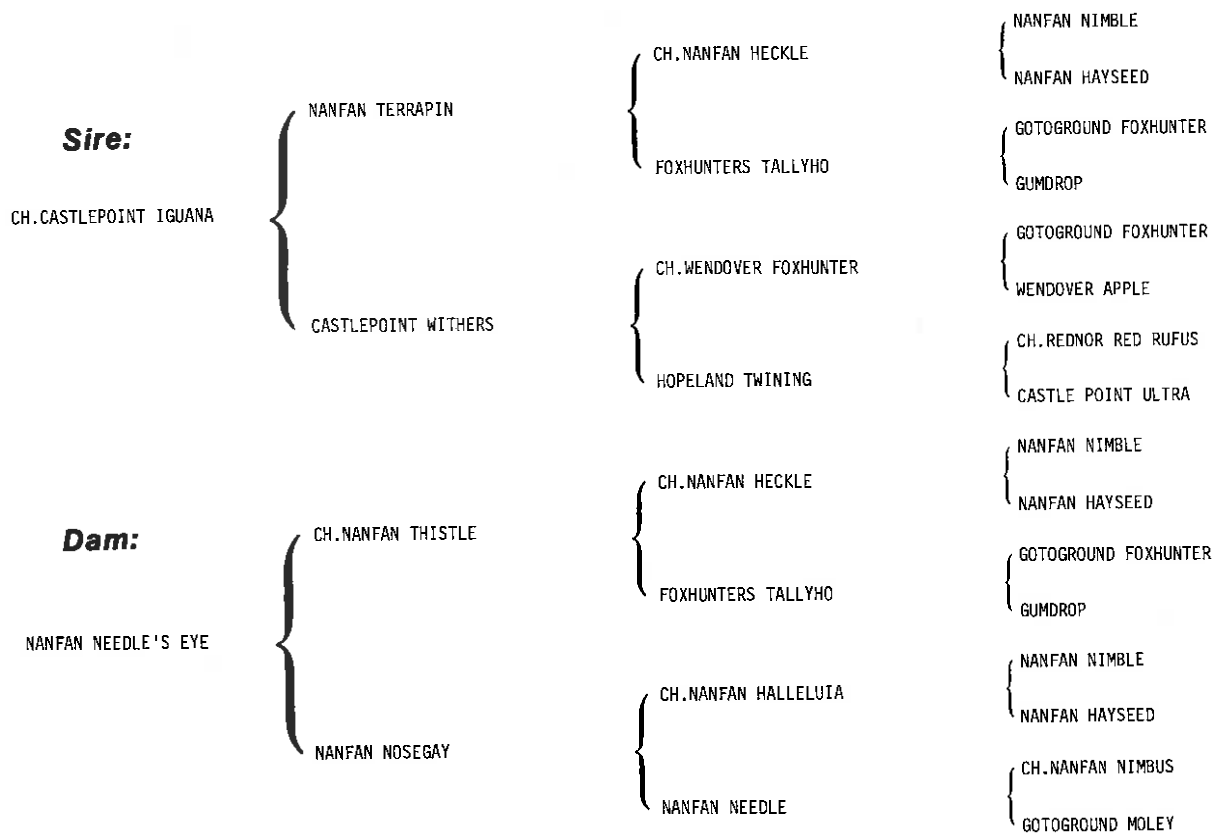 NANFAN NIMBLE
CH.NANFAN HECKLE
NANFAN HAYSEED
NANFAN TERRAPIN
Sire:
GOTOGROUND FOXHUNTER
FOXHUNTERS TALLYHO
GUMDROP
CH.CASTLEPOINT IGUANA
GOTOGROUND FOXHUNTER
CH.WENDOVER FOXHUNTER
WENDOVER APPLE
CASTLEPOINT WITHERS
CH.REDNOR RED RUFUS
HOPELAND TWINING
CASTLE POINT ULTRA
NANFAN NIMBLE
CH.NANFAN HECKLE
NANFAN HAYSEED
Dam:
CH.NANFAN THISTLE
GOTOGROUND FOXHUNTER
FOXHUNTERS TALLYHO
GUMDROP
NANFAN NEEDLE'S EYE
NANFAN NIMBLE
CH.NANFAN HALLELUIA
NANFAN HAYSEED
NANFAN NOSEGAY
CH.NANFAN NIMBUS
NANFAN NEEDLE
GOTOGROUND MOLEY